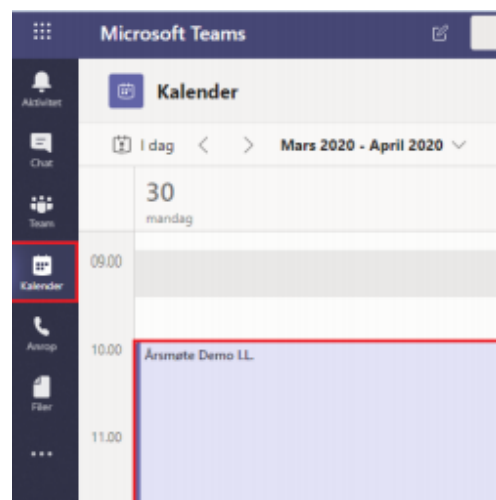 Microsoft Teams
Aktivitet
Chat
Team
Kalender
Anrop
Filer
Kalender
I dag
Mars 2020 - April 2020
30
mandag
09.00
10.00
Årsmøte Demo I.L.
11.00